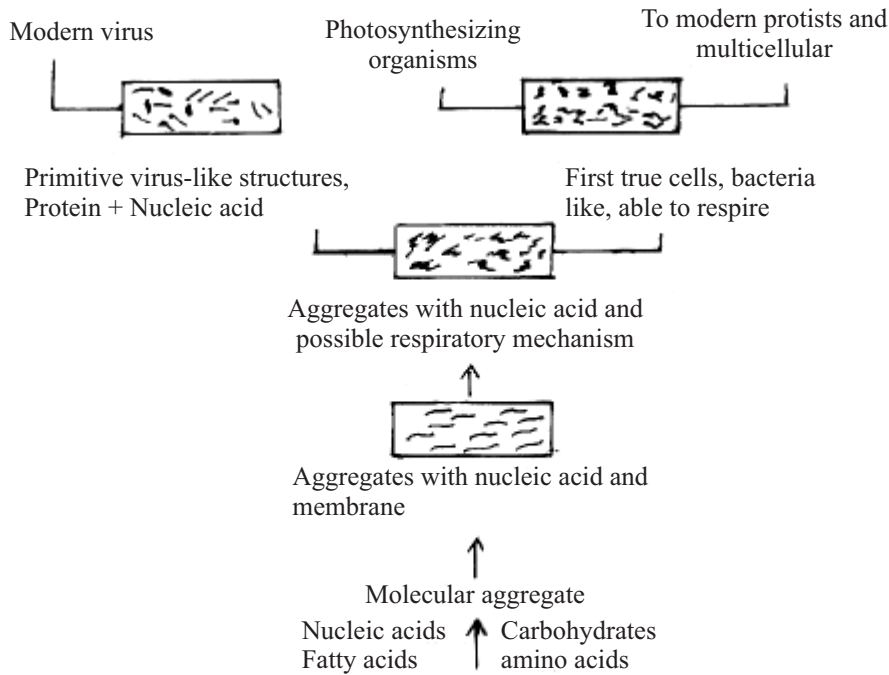 Modern virus
Photosynthesizing
organisms
To modern protists and
multicellular
Primitive virus-like structures,
Protein + Nucleic acid
First true cells, bacteria
like, able to respire
Aggregates with nucleic acid and
possible respiratory mechanism
Aggregates with nucleic acid and
membrane
Molecular aggregate
Nucleic acids
Fatty acids
Carbohydrates
amino acids